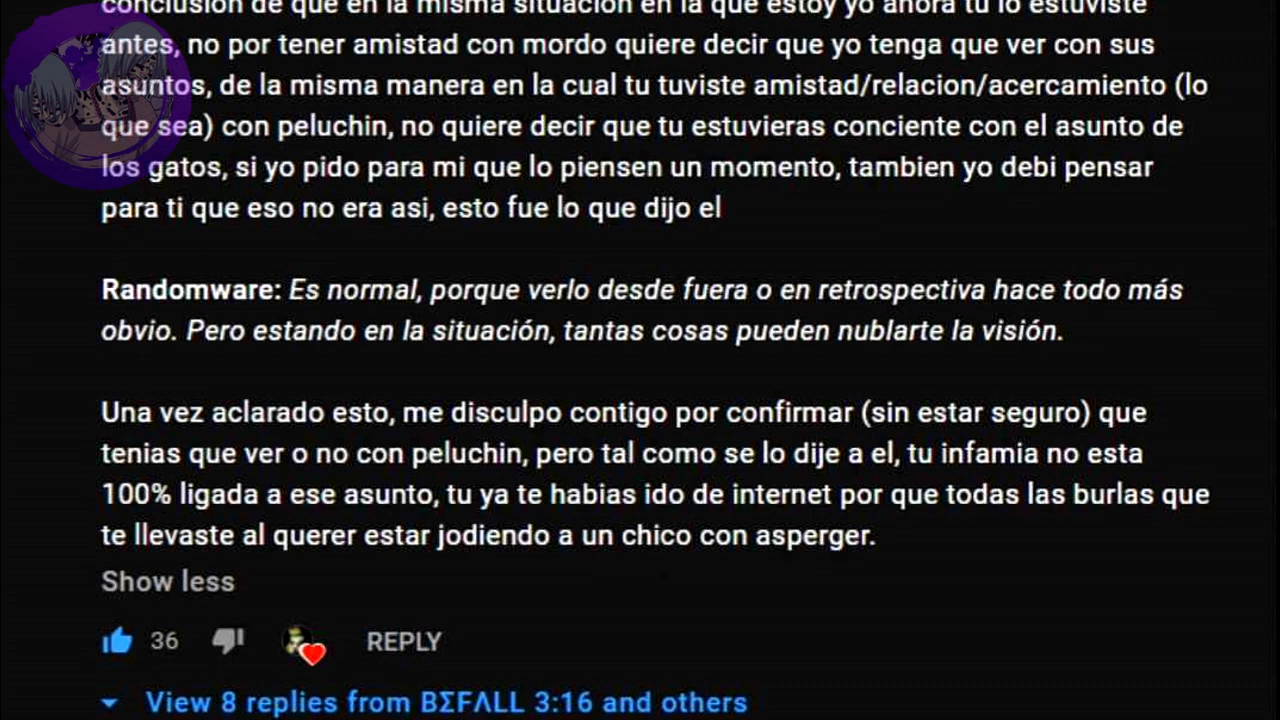 conclusión de que en la misma situación en la que estoy yo ahora tu lo estuviste
antes, no por tener amistad con mordo quiere decir que yo tenga que ver con sus
asuntos, de la misma manera en la cual tu tuviste amistad/relacion/acercamiento (lo
que sea) con peluchin, no quiere decir que tu estuvieras conciente con el asunto de
los gatos, si yo pido para mi que lo piensen un momento, tambien yo debi pensar
para ti que eso no era asi, esto fue lo que dijo el
Randomware: Es normal, porque verlo desde fuera o en retrospectiva hace todo más
obvio. Pero estando en la situación, tantas cosas pueden nublarte la visión.
Una vez aclarado esto, me disculpo contigo por confirmar (sin estar seguro) que
tenias que ver o no con peluchin, pero tal como se lo dije a el, tu infamia no esta
100% ligada a ese asunto, tu ya te habias ido de internet por que todas las burlas que
te llevaste al querer estar jodiendo a un chico con asperger.
Show less
36 REPLY
View 8 replies from BΣFΛLL 3:16 and others